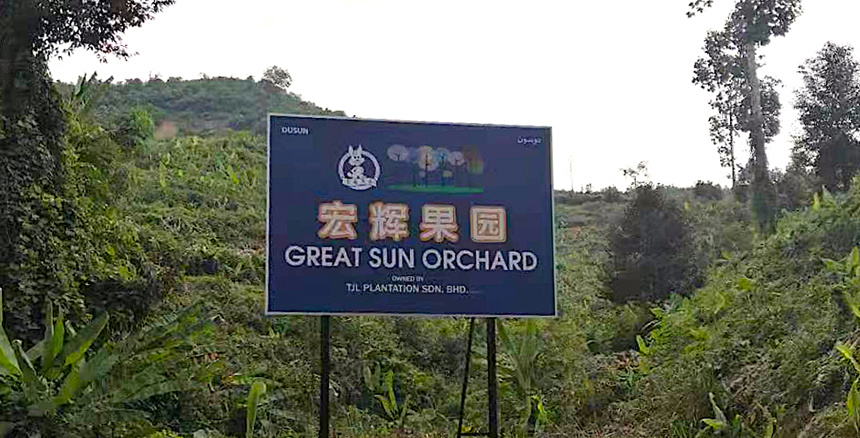 DUSUN
دوسون
宏辉果园
GREAT SUN ORCHARD
OWNED BY
TJL PLANTATION SDN. BHD.